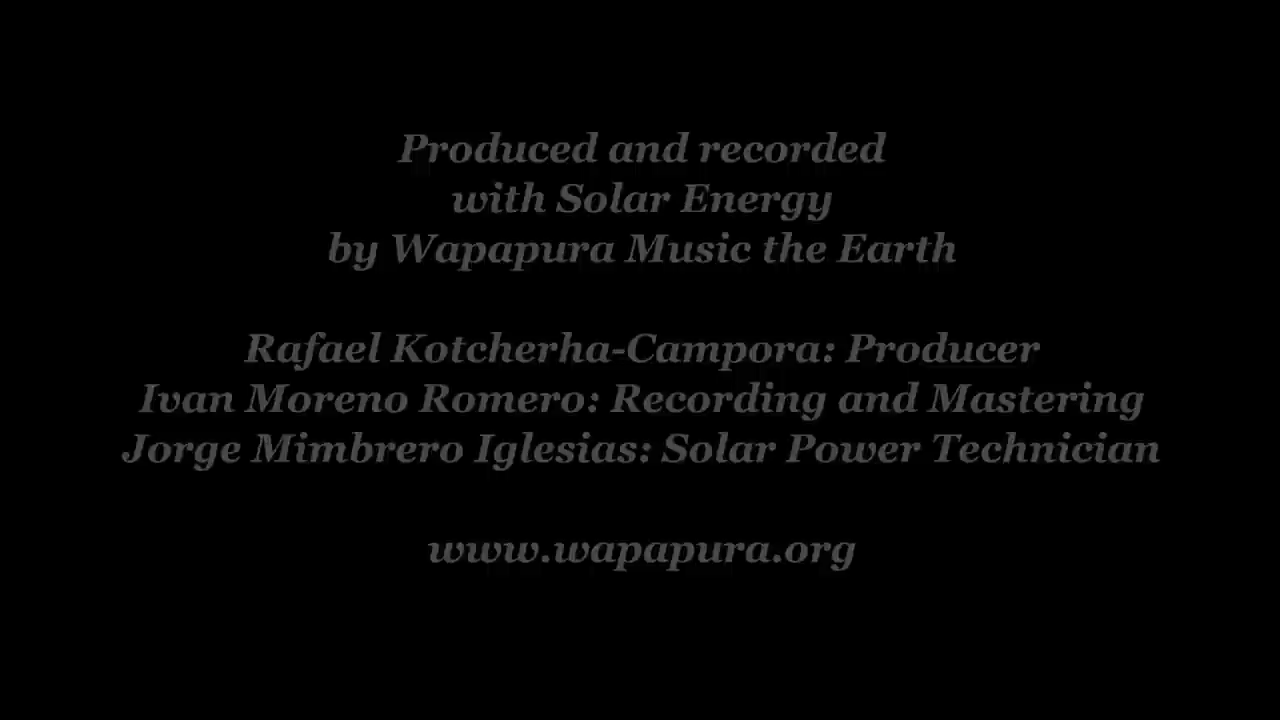 Produced and recorded
with Solar Energy
by Wapapura Music the Earth
Rafael Kotcherha-Campora: Producer
Ivan Moreno Romero: Recording and Mastering
Jorge Mimbrero Iglesias: Solar Power Technician
www.wapapura.org